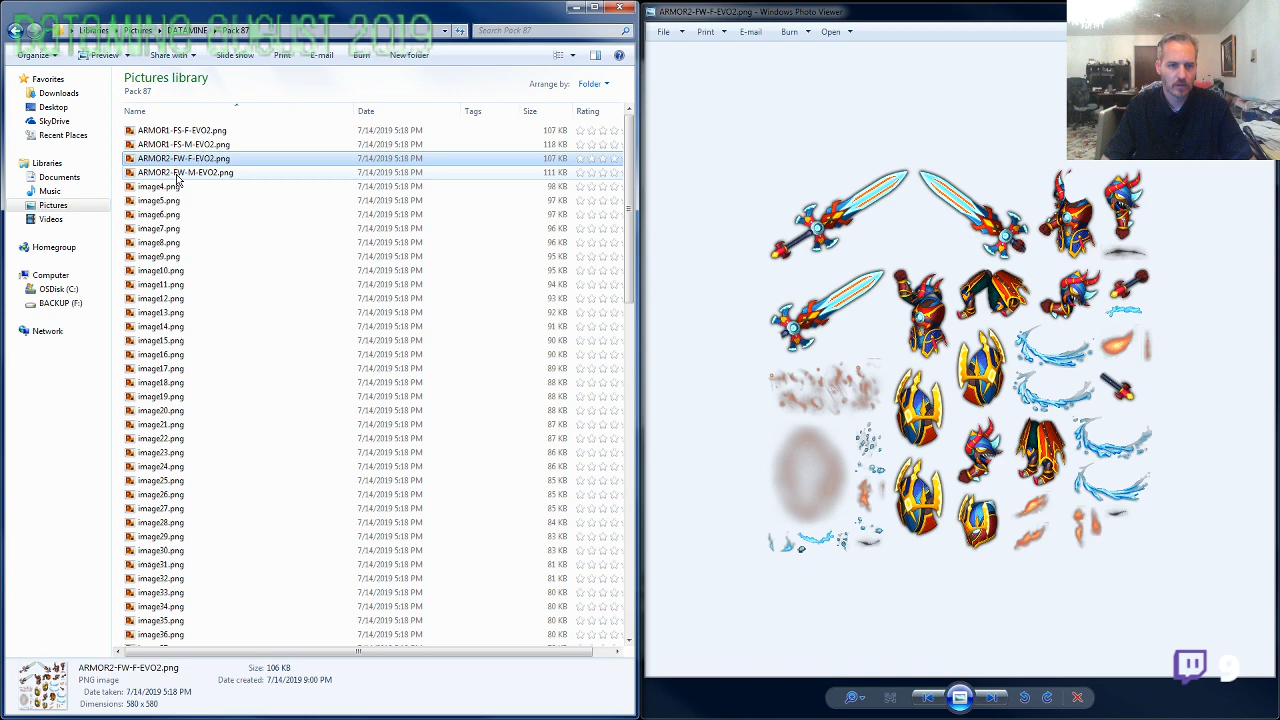 DATAMINE AUGUST 2019
Libraries Pictures DATAMINE Pack 87
Search Pack 87
Organize Preview Share with Slide show Print E-mail Burn New folder
Favorites
Downloads
Desktop
SkyDrive
Recent Places
Libraries
Documents
Music
Pictures
Videos
Homegroup
Computer
OSDisk (C:)
BACKUP (F:)
Network
Pictures library
Pack 87
Arrange by: Folder
Name Date Tags Size Rating
ARMOR1-FS-F-EVO2.png 7/14/2019 5:18 PM 107 KB
ARMOR1-FS-M-EVO2.png 7/14/2019 5:18 PM 118 KB
ARMOR2-FW-F-EVO2.png 7/14/2019 5:18 PM 107 KB
ARMOR2-FW-M-EVO2.png 7/14/2019 5:18 PM 111 KB
image4.png 7/14/2019 5:18 PM 97 KB
image5.png 7/14/2019 5:18 PM 97 KB
image6.png 7/14/2019 5:18 PM 97 KB
image7.png 7/14/2019 5:18 PM 96 KB
image8.png 7/14/2019 5:18 PM 96 KB
image9.png 7/14/2019 5:18 PM 95 KB
image10.png 7/14/2019 5:18 PM 95 KB
image11.png 7/14/2019 5:18 PM 94 KB
image12.png 7/14/2019 5:18 PM 93 KB
image13.png 7/14/2019 5:18 PM 92 KB
image14.png 7/14/2019 5:18 PM 91 KB
image15.png 7/14/2019 5:18 PM 90 KB
image16.png 7/14/2019 5:18 PM 90 KB
image17.png 7/14/2019 5:18 PM 89 KB
image18.png 7/14/2019 5:18 PM 88 KB
image19.png 7/14/2019 5:18 PM 88 KB
image20.png 7/14/2019 5:18 PM 88 KB
image21.png 7/14/2019 5:18 PM 87 KB
image22.png 7/14/2019 5:18 PM 87 KB
image23.png 7/14/2019 5:18 PM 86 KB
image24.png 7/14/2019 5:18 PM 86 KB
image25.png 7/14/2019 5:18 PM 85 KB
image26.png 7/14/2019 5:18 PM 85 KB
image27.png 7/14/2019 5:18 PM 85 KB
image28.png 7/14/2019 5:18 PM 84 KB
image29.png 7/14/2019 5:18 PM 83 KB
image30.png 7/14/2019 5:18 PM 83 KB
image31.png 7/14/2019 5:18 PM 81 KB
image32.png 7/14/2019 5:18 PM 81 KB
image33.png 7/14/2019 5:18 PM 80 KB
image34.png 7/14/2019 5:18 PM 80 KB
image35.png 7/14/2019 5:18 PM 80 KB
image36.png 7/14/2019 5:18 PM 80 KB
ARMOR2-FW-F-EVO2.png Size: 106 KB
PNG image Date created: 7/14/2019 9:00 PM
Date taken: 7/14/2019 5:18 PM
Dimensions: 580 x 580
ARMOR2-FW-F-EVO2.png - Windows Photo Viewer
File Print E-mail Burn Open
9